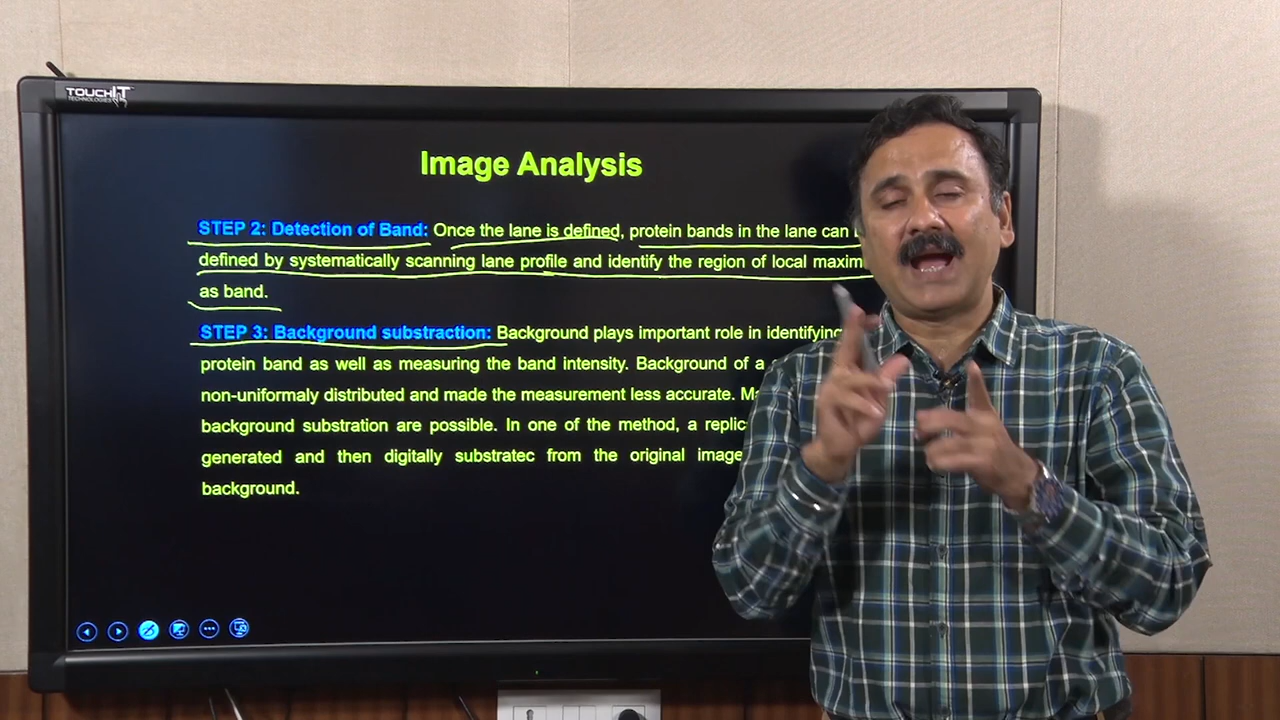 TOUCHIT
TECHNOLOGIES
Image Analysis
STEP 2: Detection of Band: Once the lane is defined, protein bands in the lane can
defined by systematically scanning lane profile and identify the region of local
as band.
STEP 3: Background substraction: Background plays important role in identifying
protein band as well as measuring the band intensity. Background of a
non-uniformaly distributed and made the measurement less accurate.
background substration are possible. In one of the method, a
generated and then digitally substratec from the original image
background.